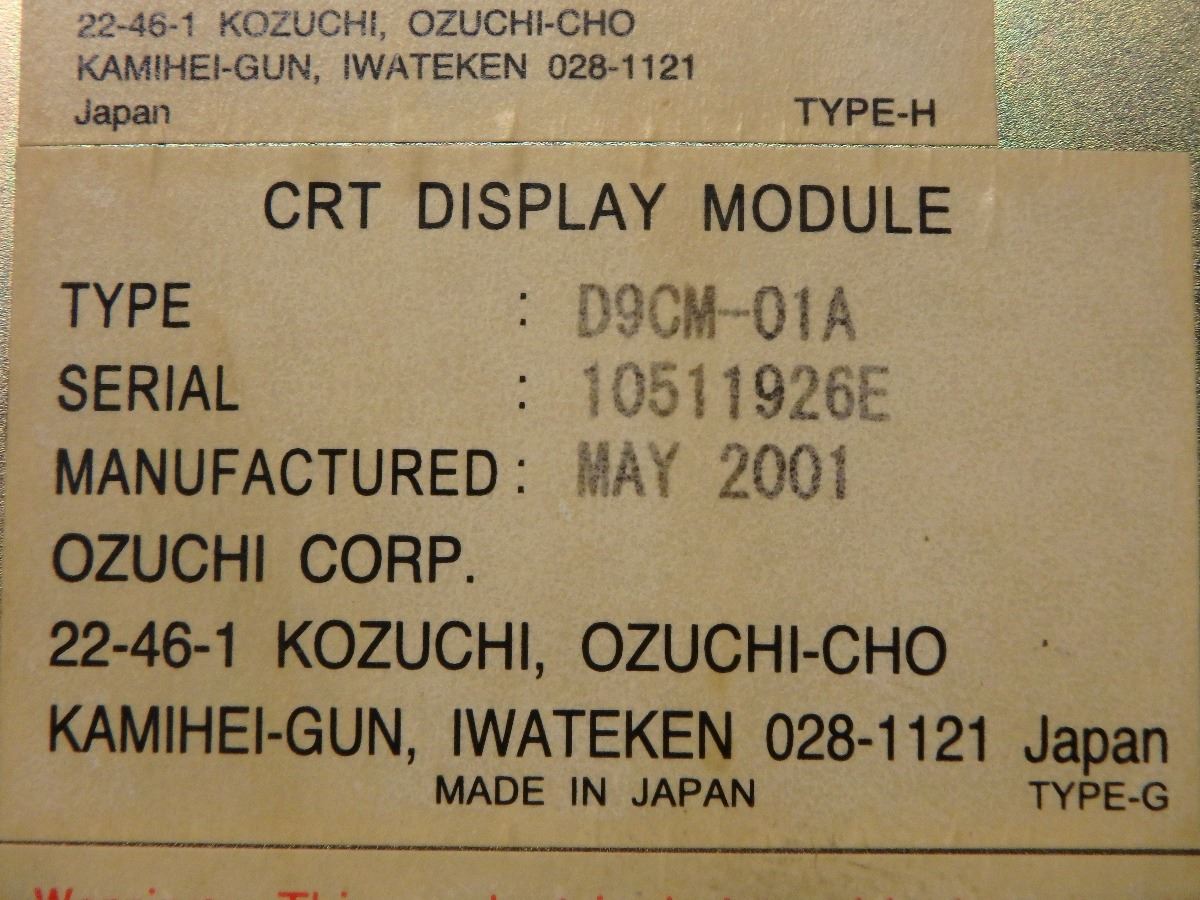 22-46-1 KOZUCHI, OZUCHI-CHO
KAMIHEI-GUN, IWATEKEN 028-1121
Japan TYPE-H
CRT DISPLAY MODULE
TYPE : D9CM-01A
SERIAL : 10511926E
MANUFACTURED : MAY 2001
OZUCHI CORP.
22-46-1 KOZUCHI, OZUCHI-CHO
KAMIHEI-GUN, IWATEKEN 028-1121 Japan
MADE IN JAPAN TYPE-G